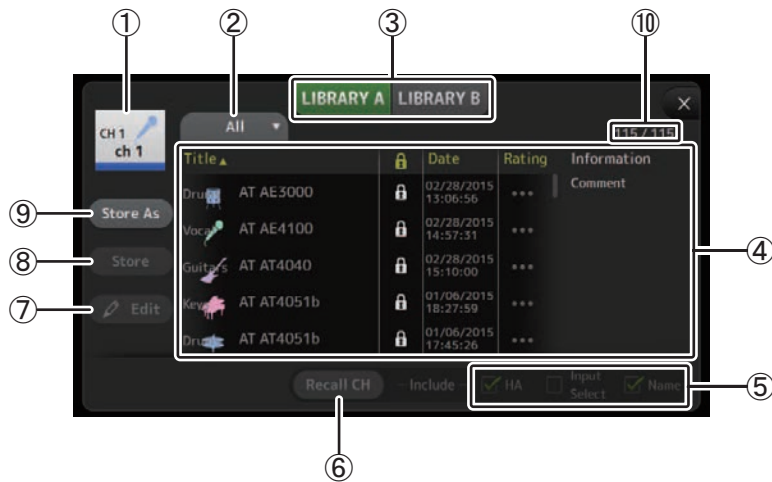 ① ② ③ ⑩
LIBRARY A LIBRARY B
CH 1
ch 1
All
115 / 115
Title Date Rating Information
Drums AT AE3000 02/28/2015 13:06:56 Comment
Vocal AT AE4100 02/28/2015 14:57:31
Guitars AT AT4040 02/28/2015 15:10:00
AT AT4051b 01/06/2015 18:27:59
AT AT4051b 01/06/2015 17:45:26
⑨ Store As
⑧ Store
④
⑦ Edit
Recall CH Include HA Input Select Name ⑤
⑥